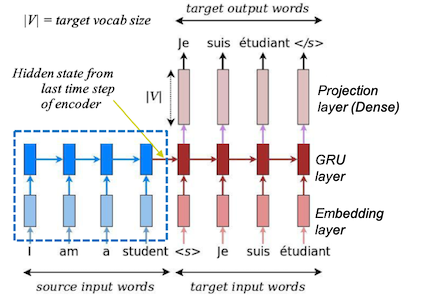 |V| = target vocab size
target output words
Je suis étudiant </s>
Hidden state from
last time step
of encoder
|V|
Projection
layer (Dense)
GRU
layer
Embedding
layer
I am a student <s> Je suis étudiant
source input words target input words